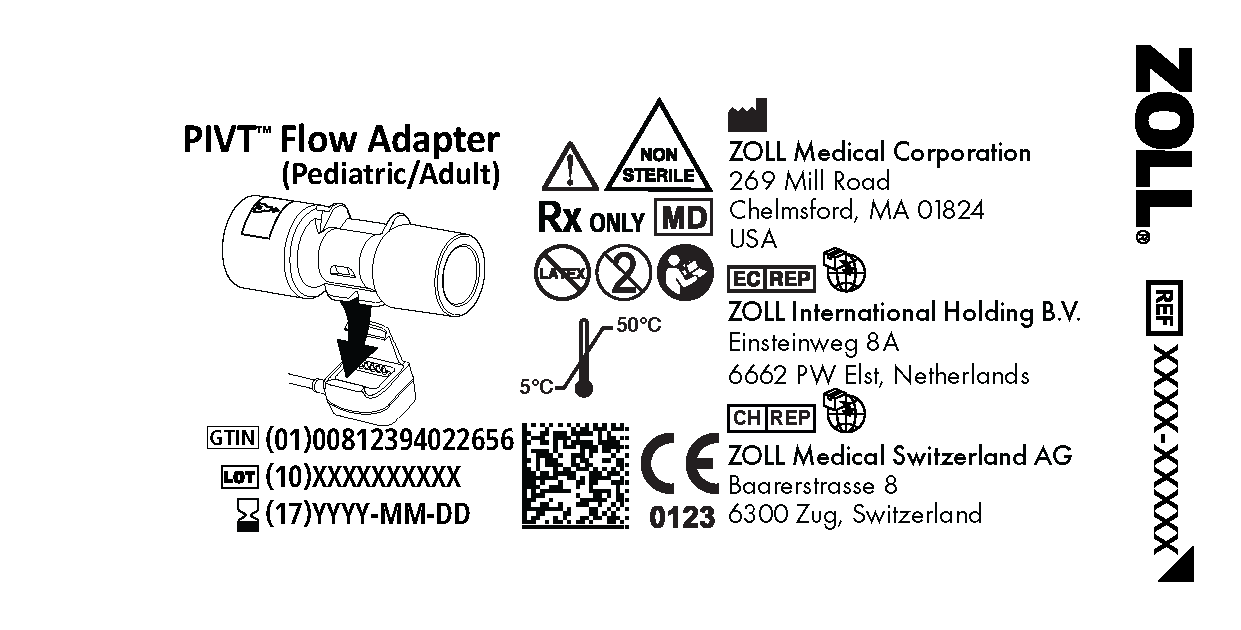 PIVT™ Flow Adapter
(Pediatric/Adult)
GTIN (01)00812394022656
LOT (10)XXXXXXXXXX
(17)YYYY-MM-DD
NON
STERILE
Rx ONLY MD
LATEX 2
50°C
5°C
CE
0123
ZOLL Medical Corporation
269 Mill Road
Chelmsford, MA 01824
USA
EC REP
ZOLL International Holding B.V.
Einsteinweg 8A
6662 PW Elst, Netherlands
CH REP
ZOLL Medical Switzerland AG
Baarerstrasse 8
6300 Zug, Switzerland
ZOLL®
REF XXXX-XXXXXX